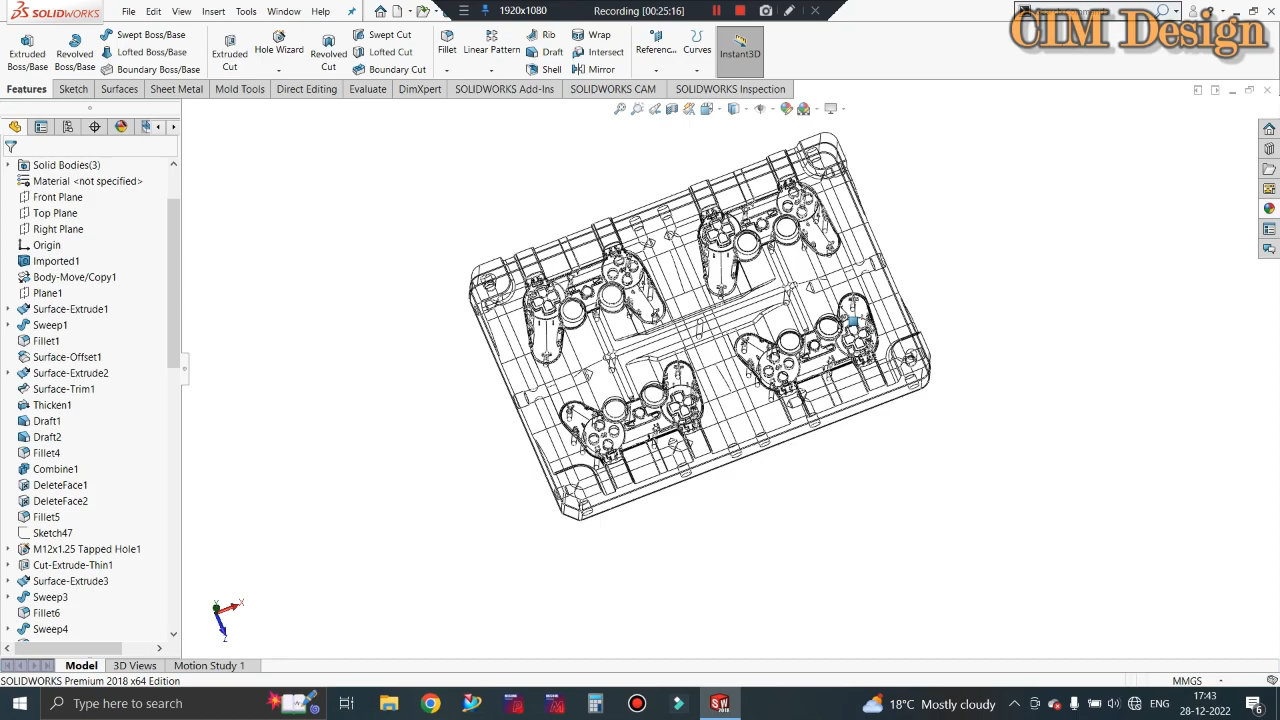 SOLIDWORKS
File
Edit
View
Insert
Tools
Window
Help
1920x1080
Recording [00:25:16]
CIM Design
Extruded
Boss/Base
Revolved
Boss/Base
Swept Boss/Base
Lofted Boss/Base
Boundary Boss/Base
Extruded
Cut
Hole Wizard
Revolved
Cut
Swept Cut
Lofted Cut
Boundary Cut
Fillet
Linear Pattern
Rib
Draft
Shell
Wrap
Intersect
Mirror
Referenc...
Curves
Instant3D
Features
Sketch
Surfaces
Sheet Metal
Mold Tools
Direct Editing
Evaluate
DimXpert
SOLIDWORKS Add-Ins
SOLIDWORKS CAM
SOLIDWORKS Inspection
Solid Bodies(3)
Material <not specified>
Front Plane
Top Plane
Right Plane
Origin
Imported1
Body-Move/Copy1
Plane1
Surface-Extrude1
Sweep1
Fillet1
Surface-Offset1
Surface-Extrude2
Surface-Trim1
Thicken1
Draft1
Draft2
Fillet4
Combine1
DeleteFace1
DeleteFace2
Fillet5
Sketch47
M12x1.25 Tapped Hole1
Cut-Extrude-Thin1
Surface-Extrude3
Sweep3
Fillet6
Sweep4
Y
X
Z
Model
3D Views
Motion Study 1
SOLIDWORKS Premium 2018 x64 Edition
MMGS
Type here to search
SW
2018
18°C Mostly cloudy
ENG
17:43
28-12-2022
6